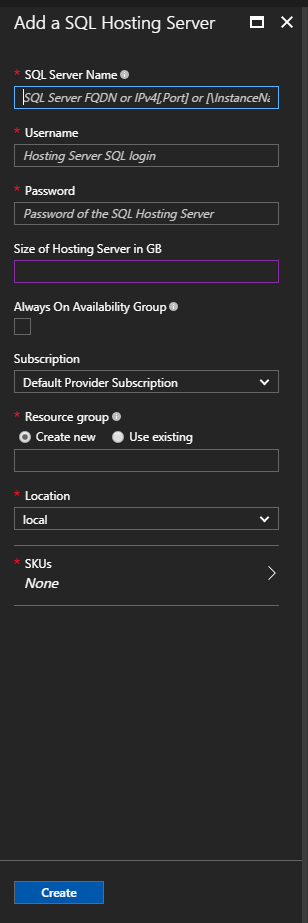 Add a SQL Hosting Server
* SQL Server Name
SQL Server FQDN or IPv4[,Port] or [\InstanceNa
* Username
Hosting Server SQL login
* Password
Password of the SQL Hosting Server
Size of Hosting Server in GB
Always On Availability Group
Subscription
Default Provider Subscription
* Resource group
Create new Use existing
* Location
local
* SKUs
None
Create